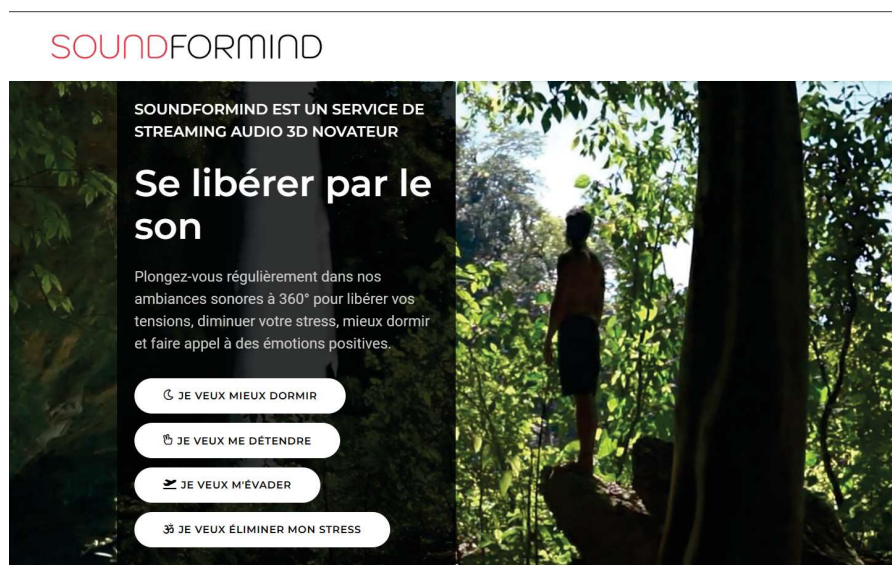 SOUNDFORMIND
SOUNDFORMIND EST UN SERVICE DE
STREAMING AUDIO 3D NOVATEUR
Se libérer par le
son
Plongez-vous régulièrement dans nos
ambiances sonores à 360° pour libérer vos
tensions, diminuer votre stress, mieux dormir
et faire appel à des émotions positives.
JE VEUX MIEUX DORMIR
JE VEUX ME DÉTENDRE
JE VEUX M'ÉVADER
ॐ JE VEUX ÉLIMINER MON STRESS